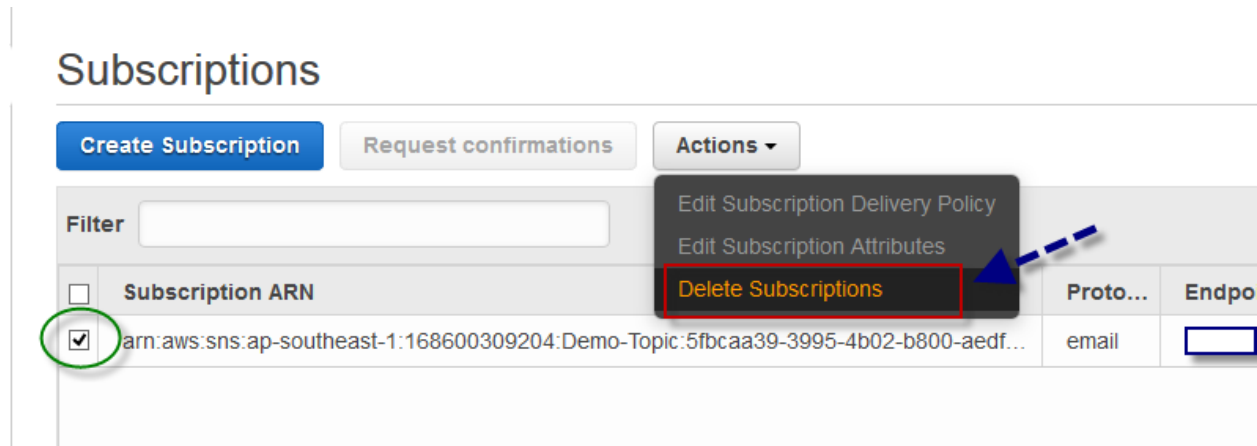 Subscriptions
Create Subscription Request confirmations Actions
Edit Subscription Delivery Policy
Filter
Edit Subscription Attributes
Delete Subscriptions
Subscription ARN Proto... Endpo
arn:aws:sns:ap-southeast-1:168600309204:Demo-Topic:5fbcaa39-3995-4b02-b800-aedf... email